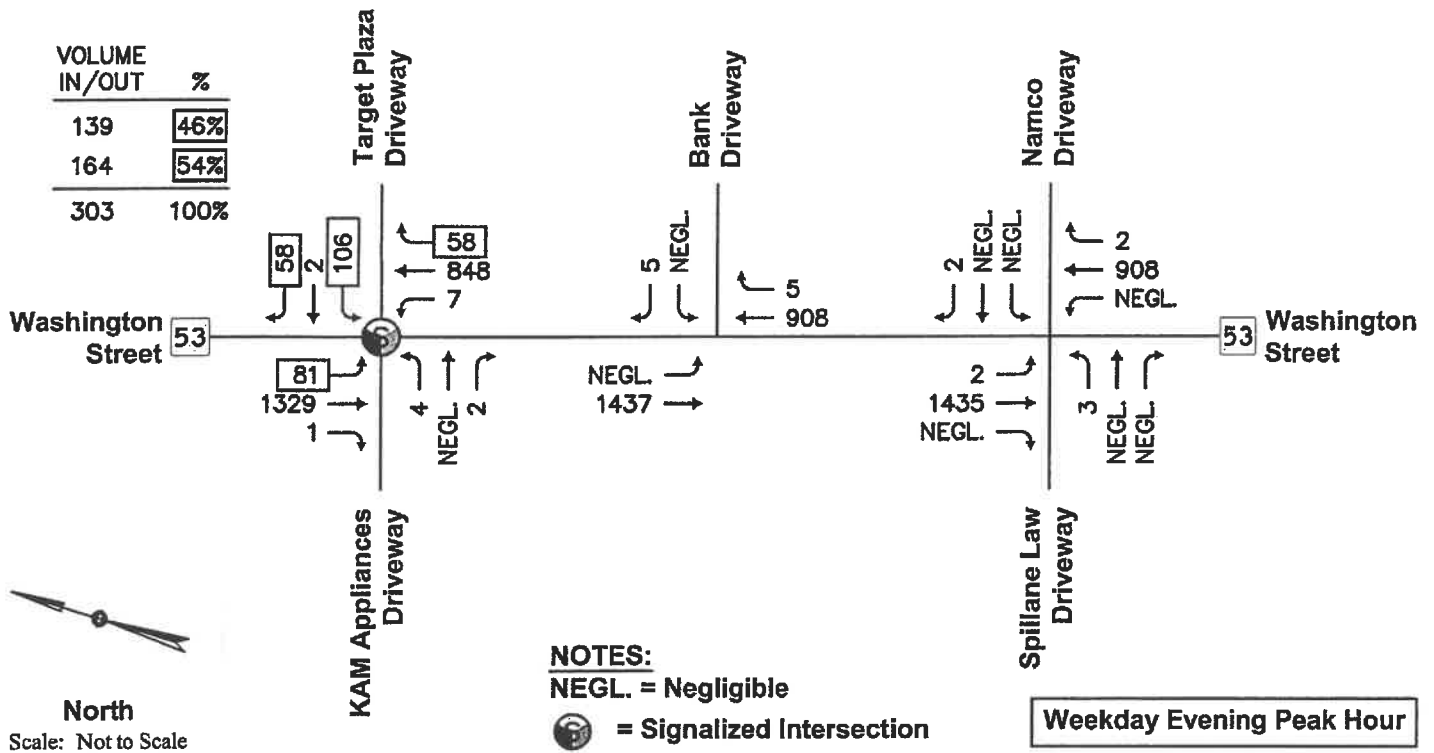 VOLUME
IN/OUT %
139 46%
164 54%
303 100%
Target Plaza
Driveway
Bank
Driveway
Namco
Driveway
58 2 106
58
848
7
5 NEGL.
5
908
2 NEGL. NEGL.
2
908
NEGL.
Washington
Street
53
S
53
Washington
Street
81
1329
1
4 NEGL. 2
NEGL.
1437
2
1435
NEGL.
3 NEGL. NEGL.
KAM Appliances
Driveway
Spillane Law
Driveway
North
Scale: Not to Scale
NOTES:
NEGL. = Negligible
S = Signalized Intersection
Weekday Evening Peak Hour